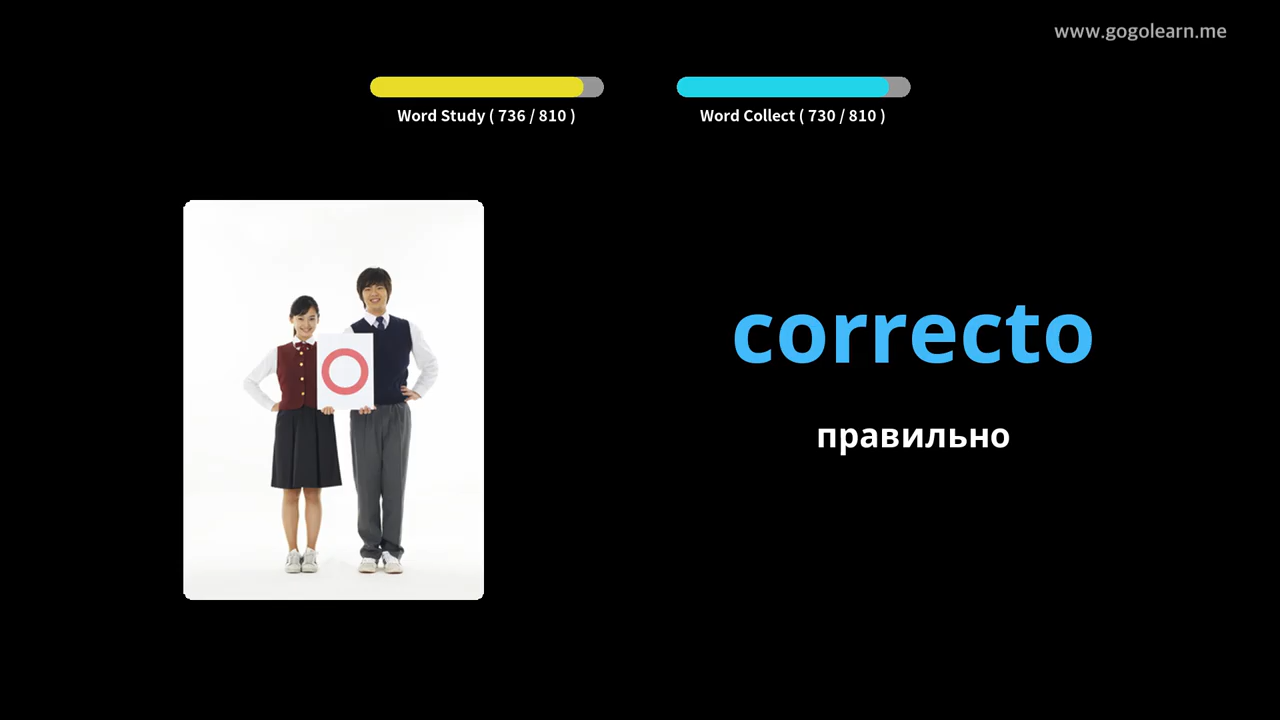 www.gogolearn.me
Word Study ( 736 / 810 )
Word Collect ( 730 / 810 )
correcto
правильно